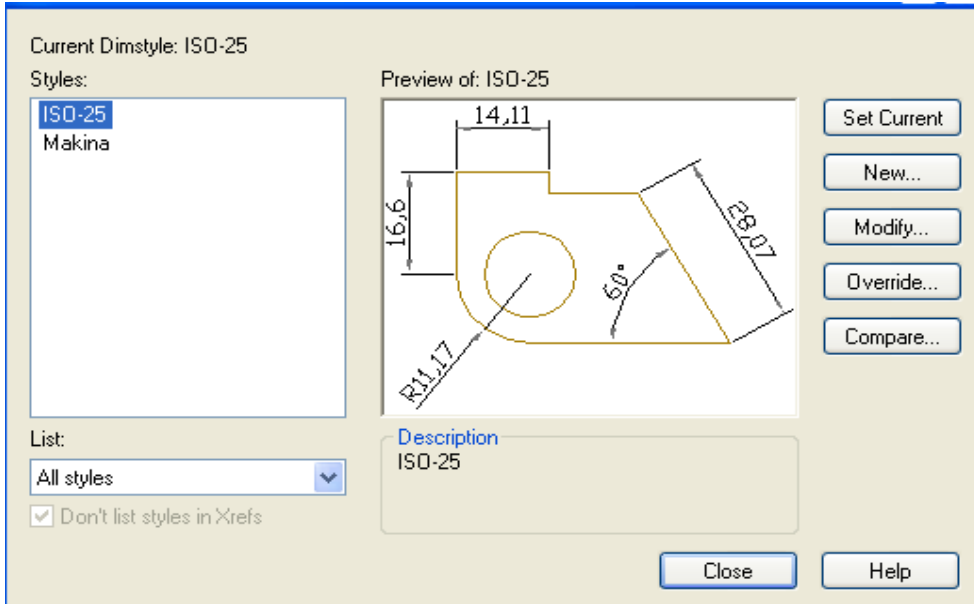 Current Dimstyle: ISO-25
Styles:
ISO-25
Makina
Preview of: ISO-25
14,11
16,6
28,07
60°
R11,17
Set Current
New...
Modify...
Override...
Compare...
List:
All styles
Don't list styles in Xrefs
Description
ISO-25
Close
Help